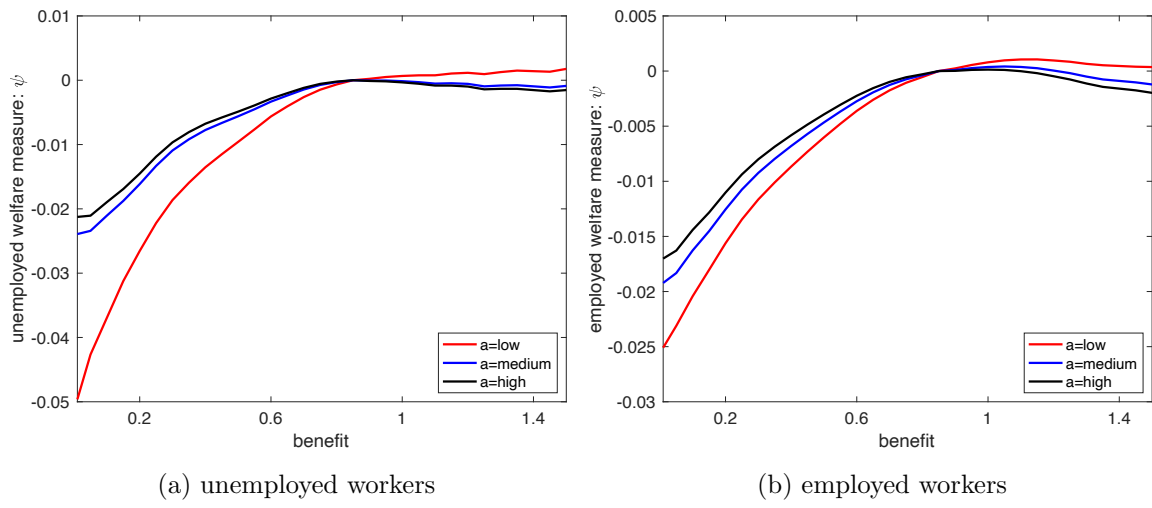 0.01
0
-0.01
-0.02
-0.03
-0.04
-0.05
unemployed welfare measure: ψ
0.2
0.6
1
1.4
benefit
a=low
a=medium
a=high
(a) unemployed workers
0.005
0
-0.005
-0.01
-0.015
-0.02
-0.025
-0.03
employed welfare measure: ψ
0.2
0.6
1
1.4
benefit
a=low
a=medium
a=high
(b) employed workers